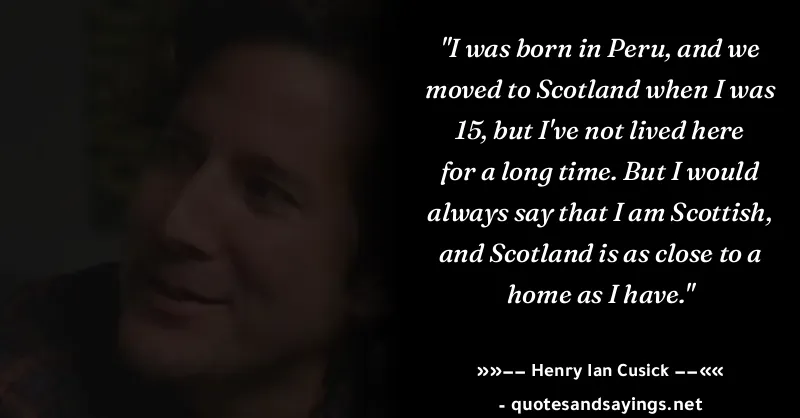 "I was born in Peru, and we
moved to Scotland when I was
15, but I've not lived here
for a long time. But I would
always say that I am Scottish,
and Scotland is as close to a
home as I have."
»»−− Henry Ian Cusick −−««
- quotesandsayings.net